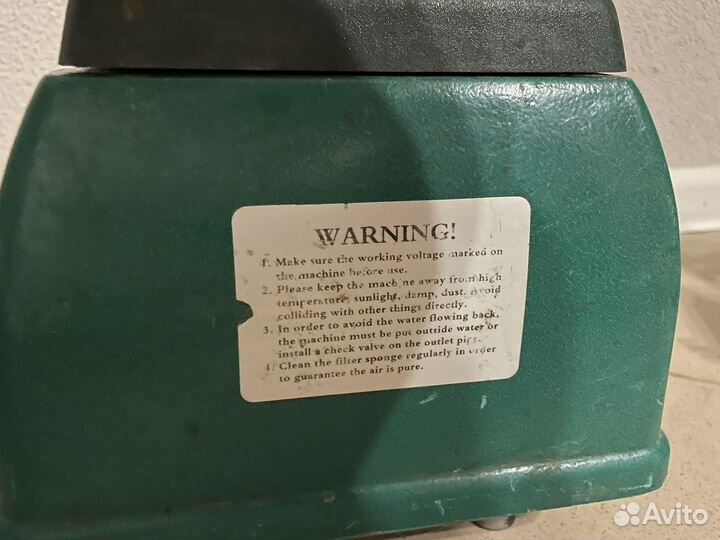 WARNING!
1. Make sure the working voltage marked on
the machine before use.
2. Please keep the machine away from high
temperature, sunlight, damp, dust. Avoid
colliding with other things directly.
3. In order to avoid the water flowing back,
the machine must be put outside water or
install a check valve on the outlet pipe.
4. Clean the filter sponge regularly in order
to guarantee the air is pure.
Avito